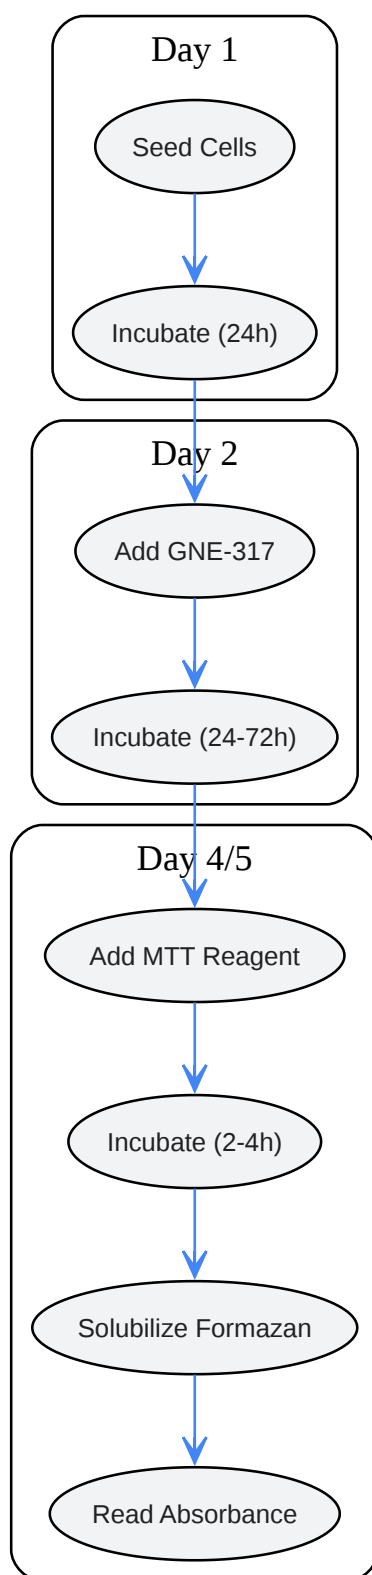 Day 1
Seed Cells
Incubate (24h)
Day 2
Add GNE-317
Incubate (24-72h)
Day 4/5
Add MTT Reagent
Incubate (2-4h)
Solubilize Formazan
Read Absorbance